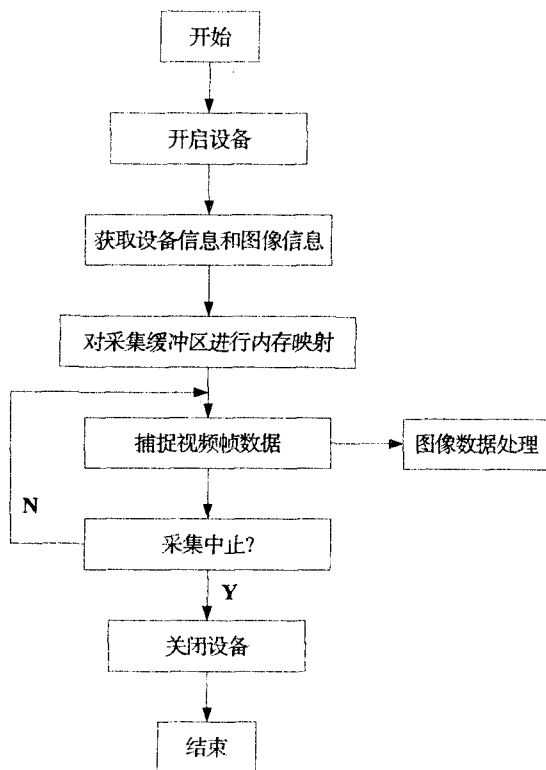 开始
开启设备
获取设备信息和图像信息
对采集缓冲区进行内存映射
捕捉视频帧数据
图像数据处理
N
采集中止?
Y
关闭设备
结束